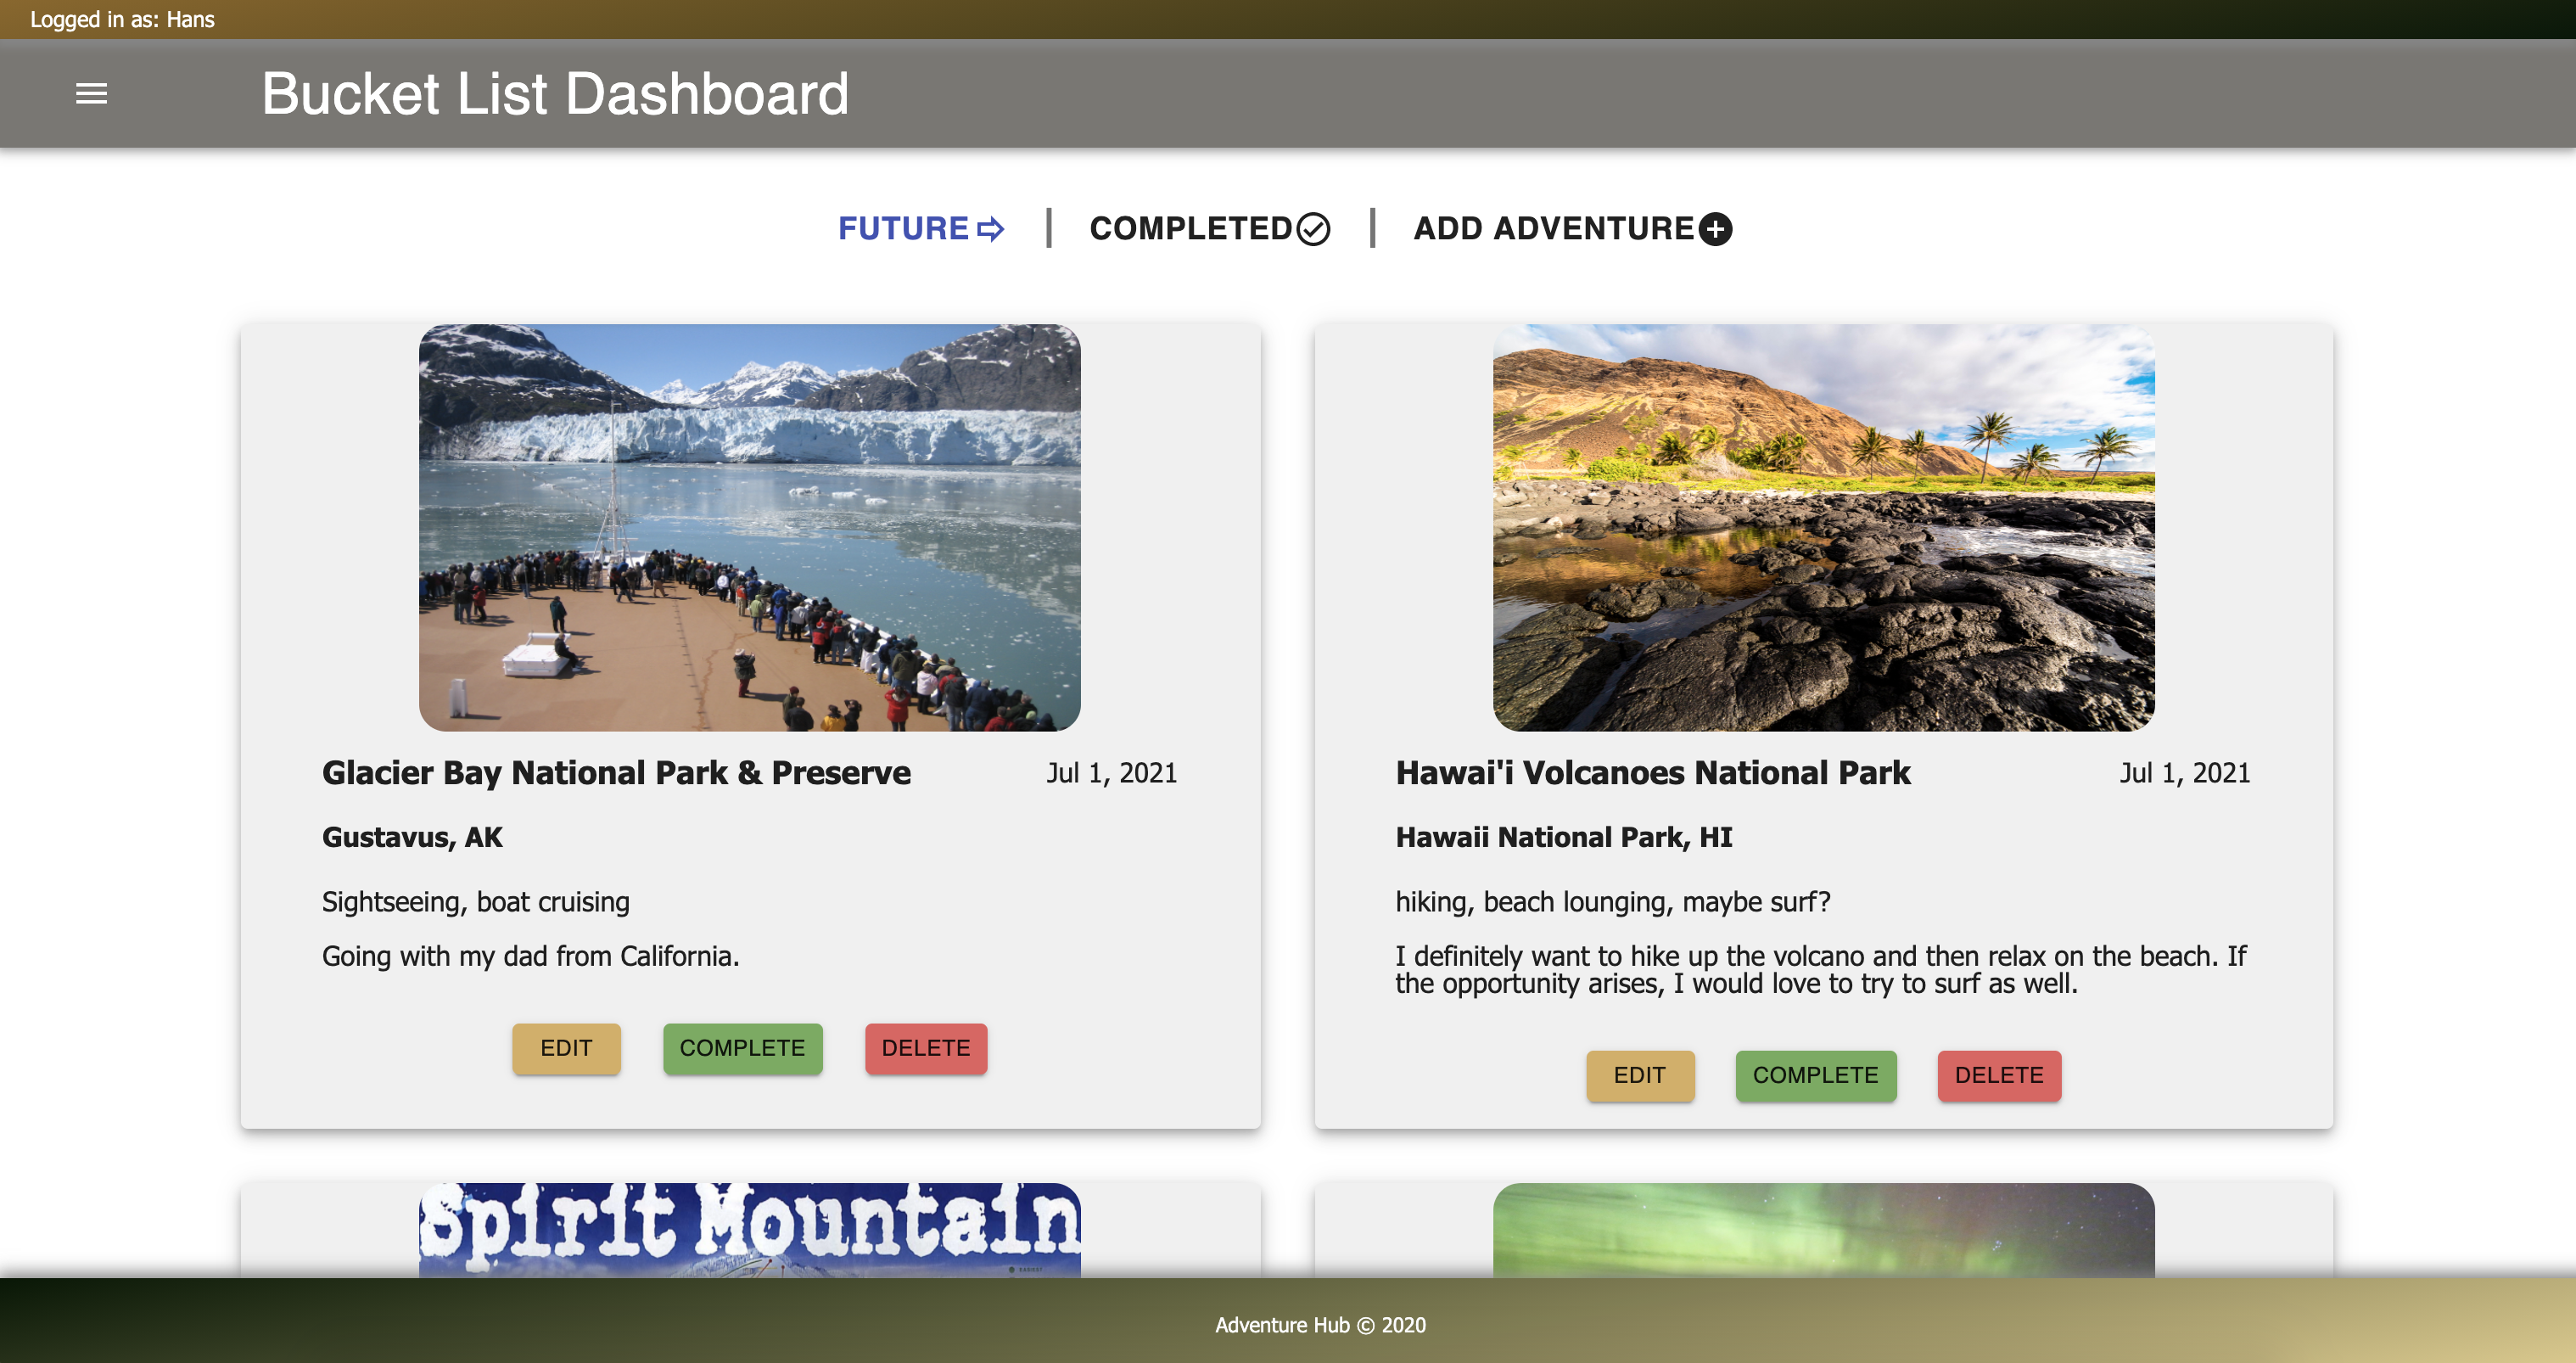 Logged in as: Hans
Bucket List Dashboard
FUTURE
COMPLETED
ADD ADVENTURE
Glacier Bay National Park & Preserve
Jul 1, 2021
Gustavus, AK
Sightseeing, boat cruising
Going with my dad from California.
EDIT
COMPLETE
DELETE
Hawai'i Volcanoes National Park
Jul 1, 2021
Hawaii National Park, HI
hiking, beach lounging, maybe surf?
I definitely want to hike up the volcano and then relax on the beach. If
the opportunity arises, I would love to try to surf as well.
EDIT
COMPLETE
DELETE
Spirit Mountain
Adventure Hub © 2020